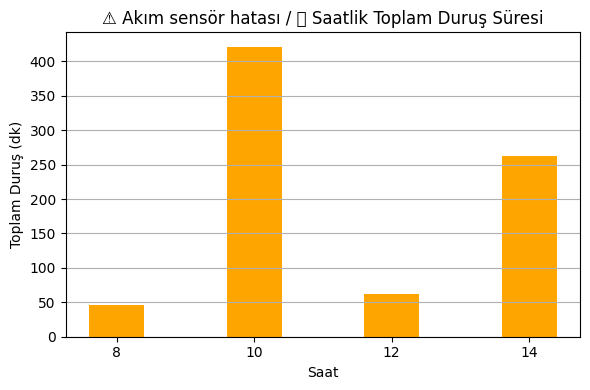 ⚠ Akım sensör hatası / ▯ Saatlik Toplam Duruş Süresi
400
350
300
250
200
150
100
50
0
Toplam Duruş (dk)
8 10 12 14
Saat